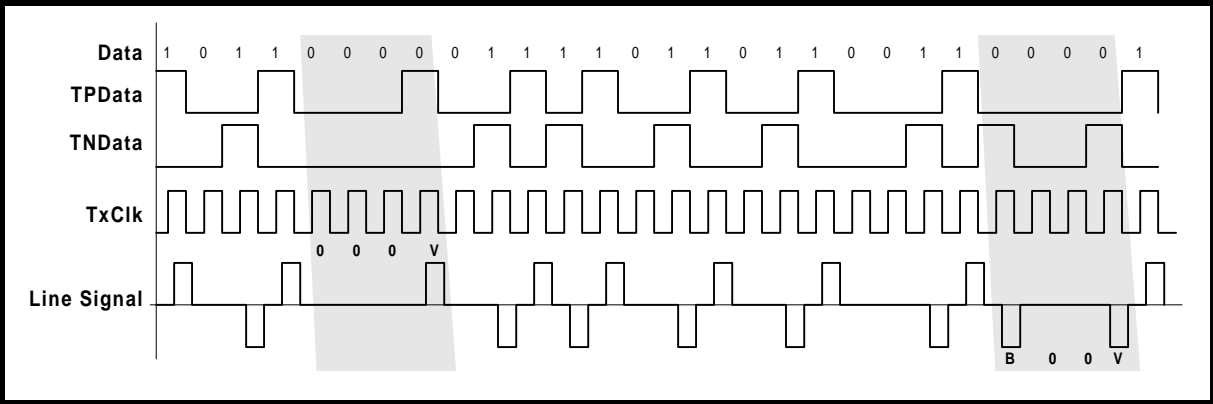 Data 1 0 1 1 0 0 0 0 0 1 1 1 1 0 1 1 0 1 1 0 0 1 1 0 0 0 0 1
TPData
TNData
TxClk
0 0 0 V
Line Signal
B 0 0 V